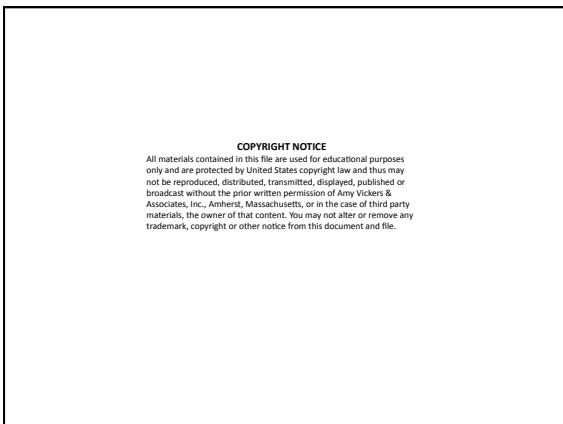 COPYRIGHT NOTICE
All materials contained in this file are used for educational purposes
only and are protected by United States copyright law and thus may
not be reproduced, distributed, transmitted, displayed, published or
broadcast without the prior written permission of Amy Vickers &
Associates, Inc., Amherst, Massachusetts, or in the case of third party
materials, the owner of that content. You may not alter or remove any
trademark, copyright or other notice from this document and file.